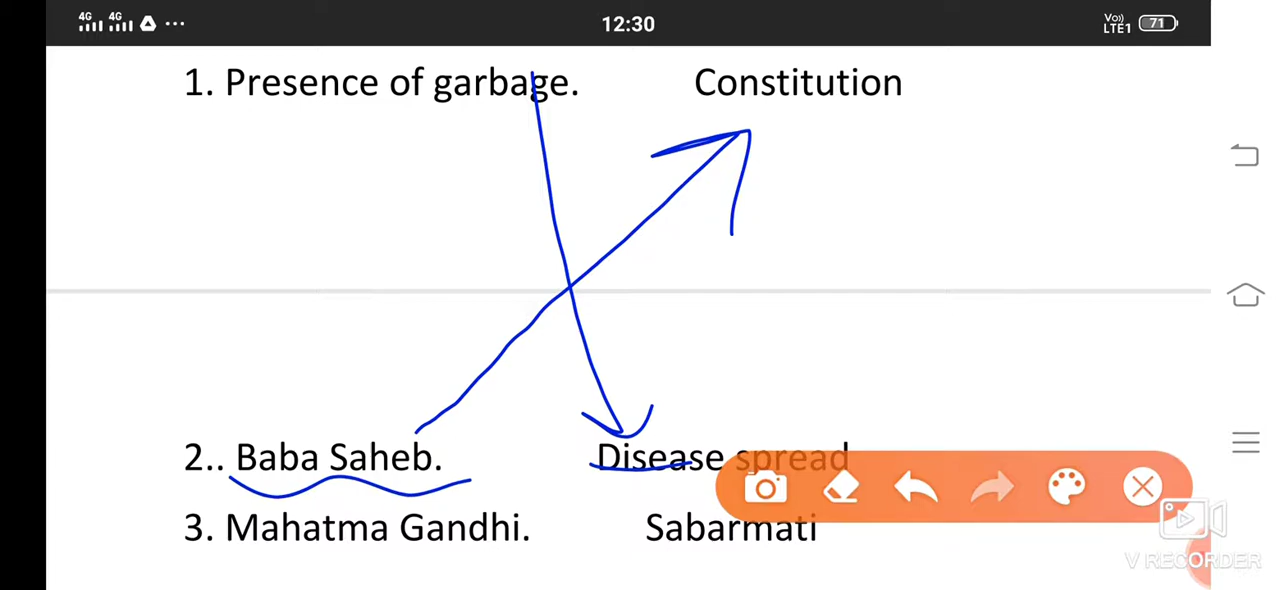 4G 4G 12:30 Vo)) LTE1 71
1. Presence of garbage. Constitution
2.. Baba Saheb. Disease spread
3. Mahatma Gandhi. Sabarmati
V RECORDER